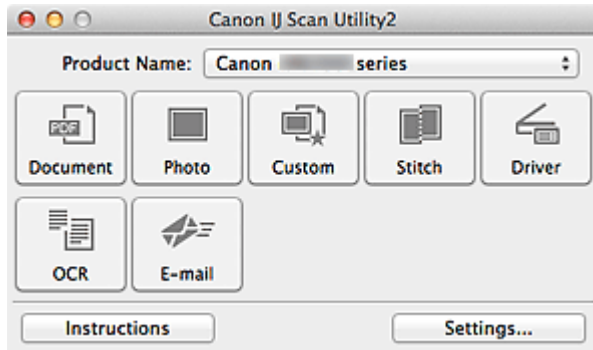 Canon IJ Scan Utility2
Product Name: Canon series
PDF
Document Photo Custom Stitch Driver
OCR E-mail
Instructions Settings...